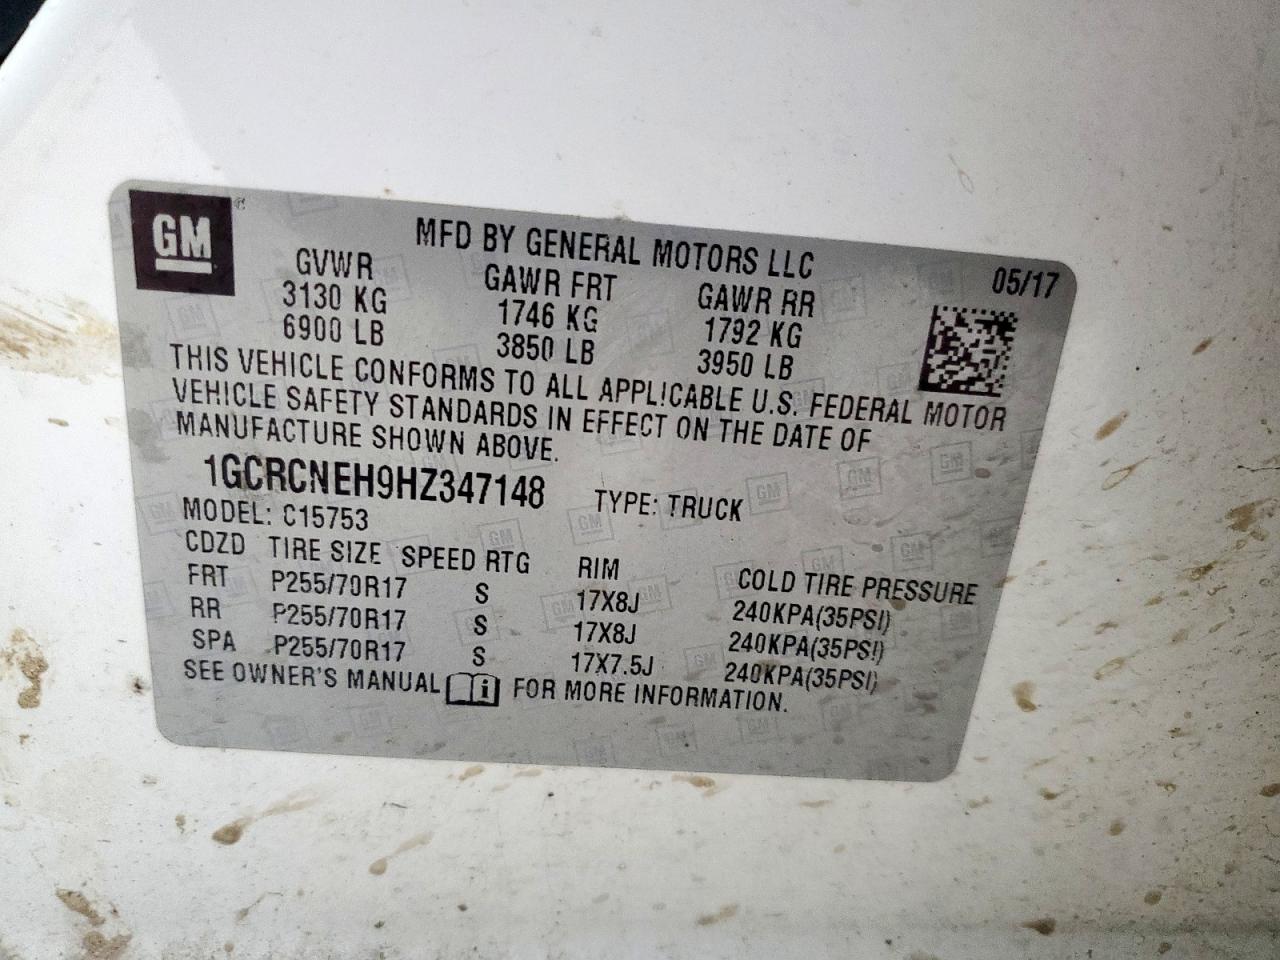 GM
MFD BY GENERAL MOTORS LLC
05/17
GVWR GAWR FRT GAWR RR
3130 KG 1746 KG 1792 KG
6900 LB 3850 LB 3950 LB
THIS VEHICLE CONFORMS TO ALL APPLICABLE U.S. FEDERAL MOTOR
VEHICLE SAFETY STANDARDS IN EFFECT ON THE DATE OF
MANUFACTURE SHOWN ABOVE.
1GCRCNEH9HZ347148 TYPE: TRUCK
MODEL: C15753
CDZD TIRE SIZE SPEED RTG RIM COLD TIRE PRESSURE
FRT P255/70R17 S 17X8J 240KPA(35PSI)
RR P255/70R17 S 17X8J 240KPA(35PSI)
SPA P255/70R17 S 17X7.5J 240KPA(35PSI)
SEE OWNER'S MANUAL i FOR MORE INFORMATION.